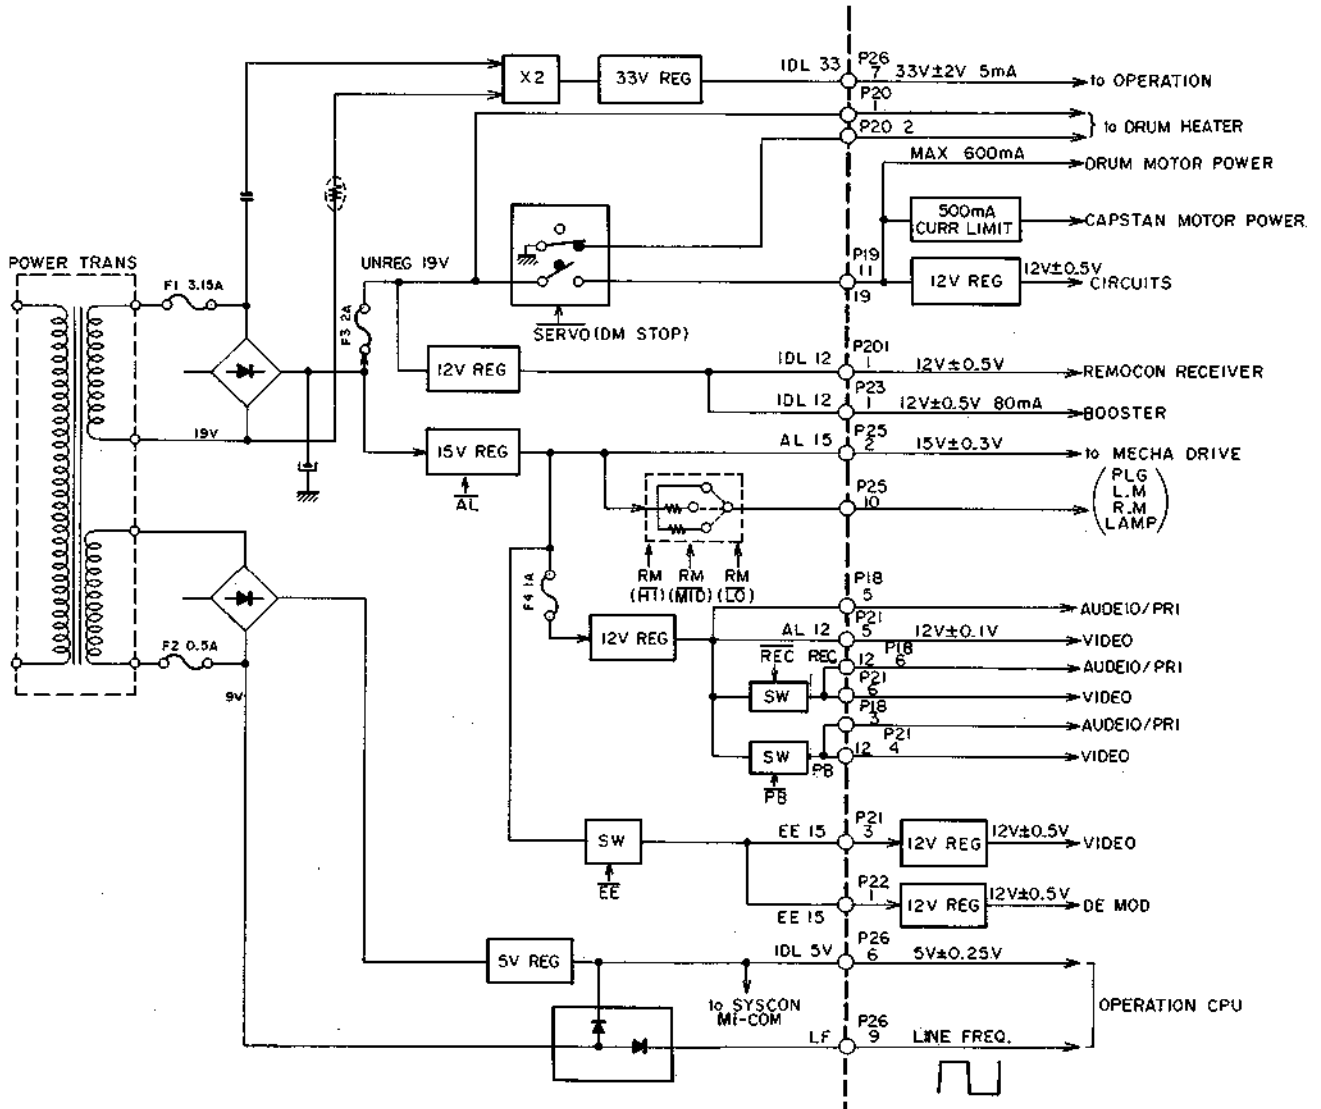 IDL 33
P26
7
33V±2V 5mA
to OPERATION
X2
33V REG
P20
1
P20 2
to DRUM HEATER
MAX 600mA
DRUM MOTOR POWER
500mA
CURR LIMIT
CAPSTAN MOTOR POWER
POWER TRANS
F1 3.15A
UNREG 19V
P19
11
19
12V REG
12V±0.5V
CIRCUITS
F3 2A
SERVO (DM STOP)
12V REG
IDL 12
P201
1
12V±0.5V
REMOCON RECEIVER
IDL 12
P23
1
12V±0.5V 80mA
BOOSTER
19V
15V REG
AL
AL 15
P25
2
15V±0.3V
to MECHA DRIVE
(PLG
L.M
R.M
LAMP)
P25
10
RM
(HI)
RM
(MID)
RM
(LO)
F4 1A
12V REG
P18
5
AUDEIO/PRI
AL 12
P21
5
12V±0.1V
VIDEO
REC
REC
12
P18
6
AUDEIO/PRI
SW
P21
6
VIDEO
P18
3
AUDEIO/PRI
SW
PB
12
P21
4
VIDEO
PB
F2 0.5A
9V
SW
EE
EE 15
P21
3
12V REG
12V±0.5V
VIDEO
EE 15
P22
1
12V REG
12V±0.5V
DE MOD
5V REG
IDL 5V
P26
6
5V±0.25V
to SYSCON
Mi-COM
OPERATION CPU
LF
P26
9
LINE FREQ.